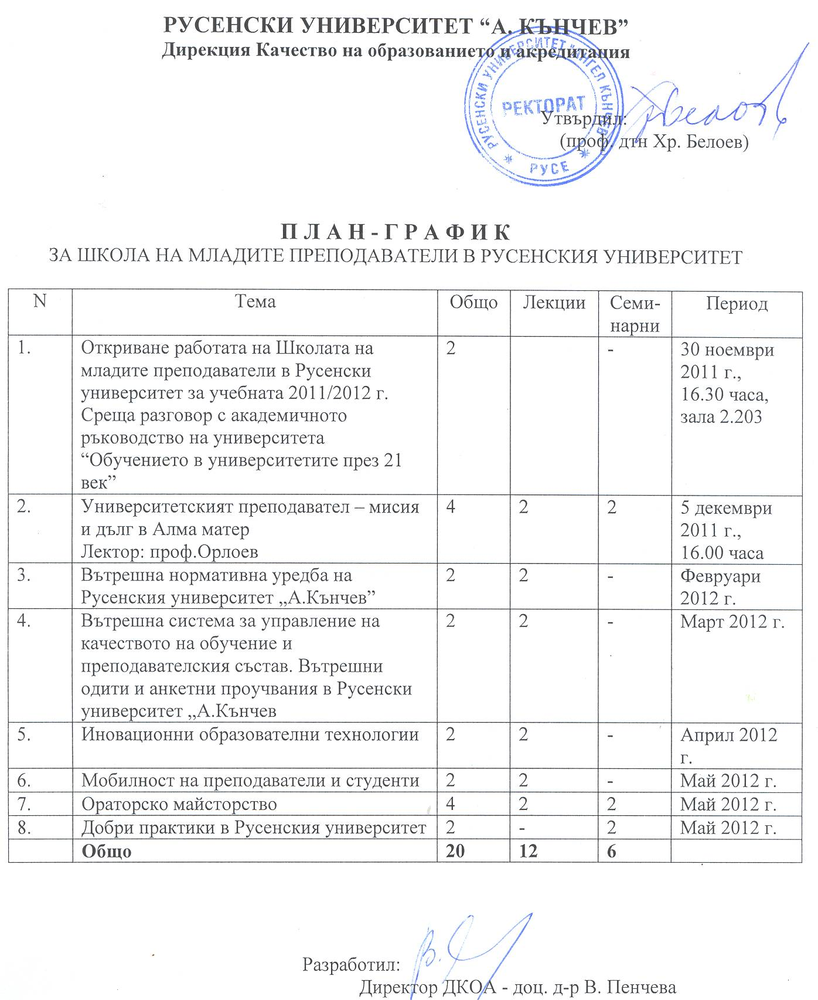 РУСЕНСКИ УНИВЕРСИТЕТ “А. КЪНЧЕВ”
Дирекция Качество на образованието и акредитация
РУСЕНСКИ УНИВЕРСИТЕТ "АНГЕЛ КЪНЧЕВ"
РЕКТОРАТ
* РУСЕ *
Утвърдил:
(проф. дтн Хр. Белоев)
П Л А Н - Г Р А Ф И К
ЗА ШКОЛА НА МЛАДИТЕ ПРЕПОДАВАТЕЛИ В РУСЕНСКИЯ УНИВЕРСИТЕТ
N Тема Общо Лекции Семи-
нарни Период
1. Откриване работата на Школата на 2 - 30 ноември
младите преподаватели в Русенски 2011 г.,
университет за учебната 2011/2012 г. 16.30 часа,
Среща разговор с академичното зала 2.203
ръководство на университета
“Обучението в университетите през 21
век”
2. Университетският преподавател – мисия 4 2 2 5 декември
и дълг в Алма матер 2011 г.,
Лектор: проф.Орлоев 16.00 часа
3. Вътрешна нормативна уредба на 2 2 - Февруари
Русенския университет „А.Кънчев” 2012 г.
4. Вътрешна система за управление на 2 2 - Март 2012 г.
качеството на обучение и
преподавателския състав. Вътрешни
одити и анкетни проучвания в Русенски
университет „А.Кънчев
5. Иновационни образователни технологии 2 2 - Април 2012
г.
6. Мобилност на преподаватели и студенти 2 2 - Май 2012 г.
7. Ораторско майсторство 4 2 2 Май 2012 г.
8. Добри практики в Русенския университет 2 - 2 Май 2012 г.
Общо 20 12 6
Разработил:
Директор ДКОА - доц. д-р В. Пенчева